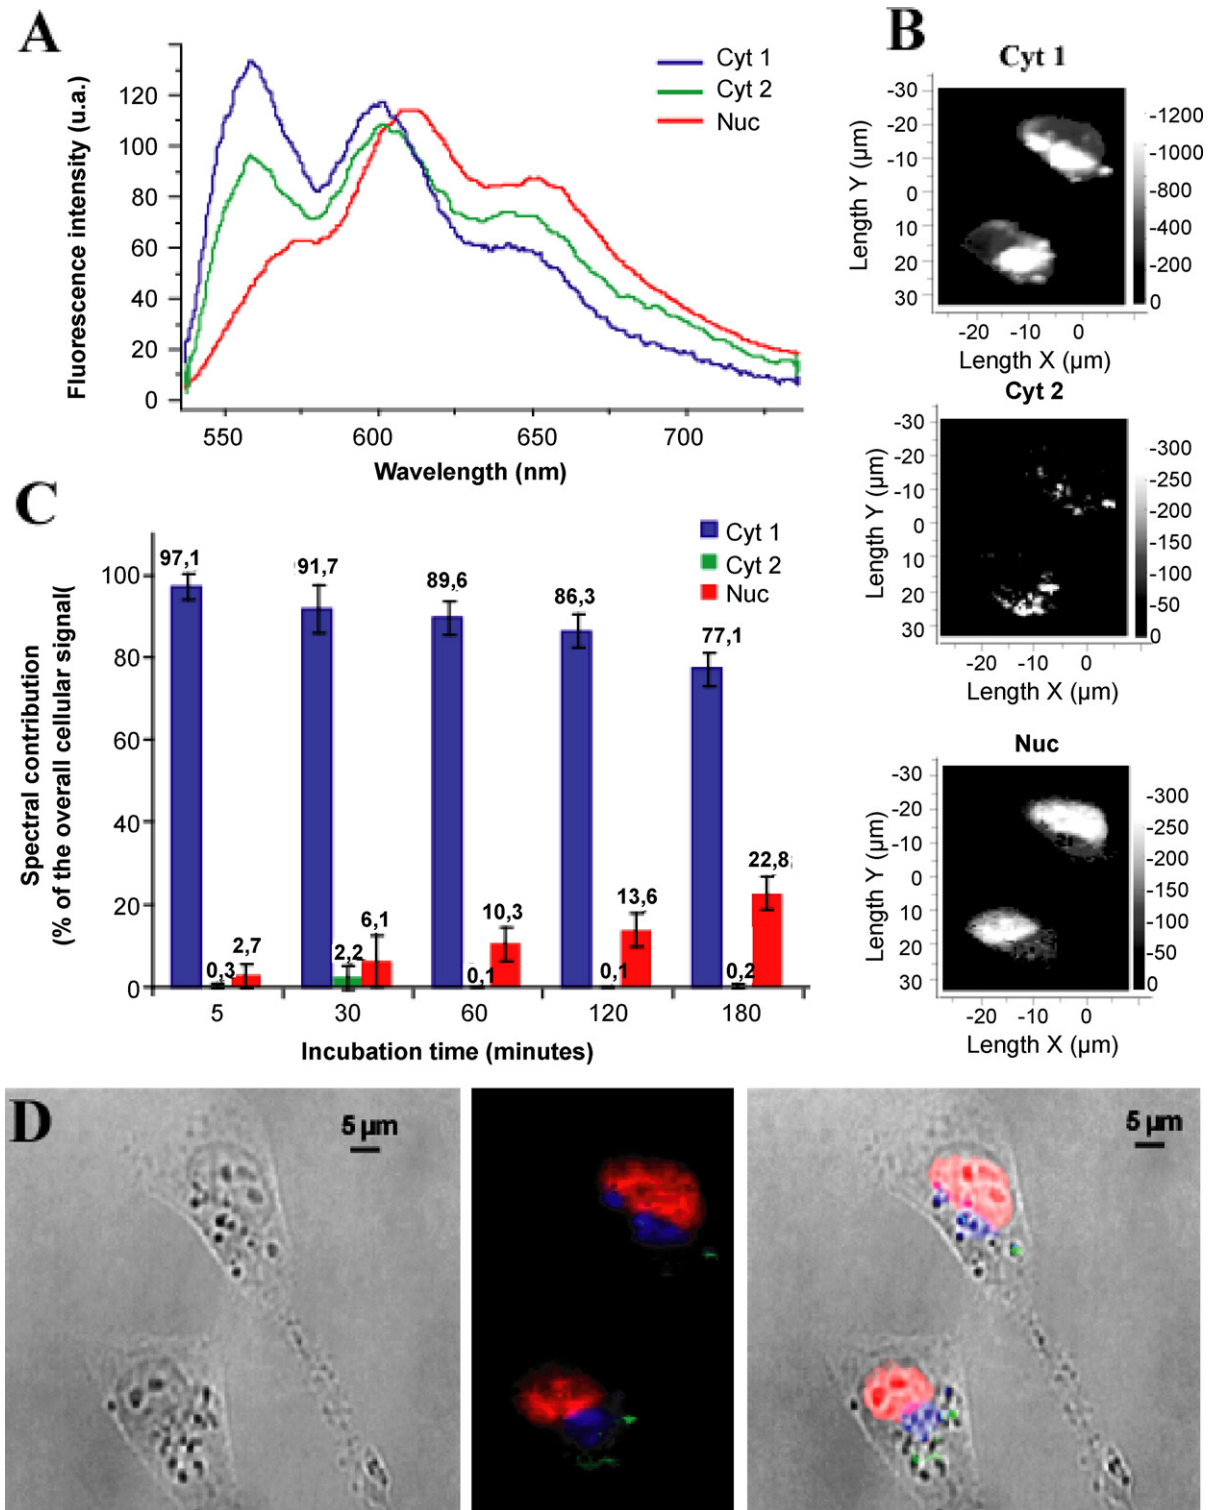 A
Fluorescence intensity (u.a.)
120
100
80
60
40
20
0
550 600 650 700
Wavelength (nm)
Cyt 1
Cyt 2
Nuc
B
Cyt 1
Length Y (µm)
-30
-20
-10
0
10
20
30
-20 -10 0
Length X (µm)
-1200
-1000
-800
-400
-200
0
Cyt 2
Length Y (µm)
-30
-20
-10
0
10
20
30
-20 -10 0
Length X (µm)
-300
-250
-200
-150
-100
-50
0
Nuc
Length Y (µm)
-30
-20
-10
0
10
20
30
-20 -10 0
Length X (µm)
-300
-250
-200
-150
-100
-50
0
C
Spectral contribution
(% of the overall cellular signal(
100
80
60
40
20
0
Cyt 1
Cyt 2
Nuc
97,1
91,7
89,6
86,3
77,1
0,3 2,7
2,2 6,1
0,1 10,3
0,1 13,6
0,2 22,8
5 30 60 120 180
Incubation time (minutes)
D
5 µm
5 µm